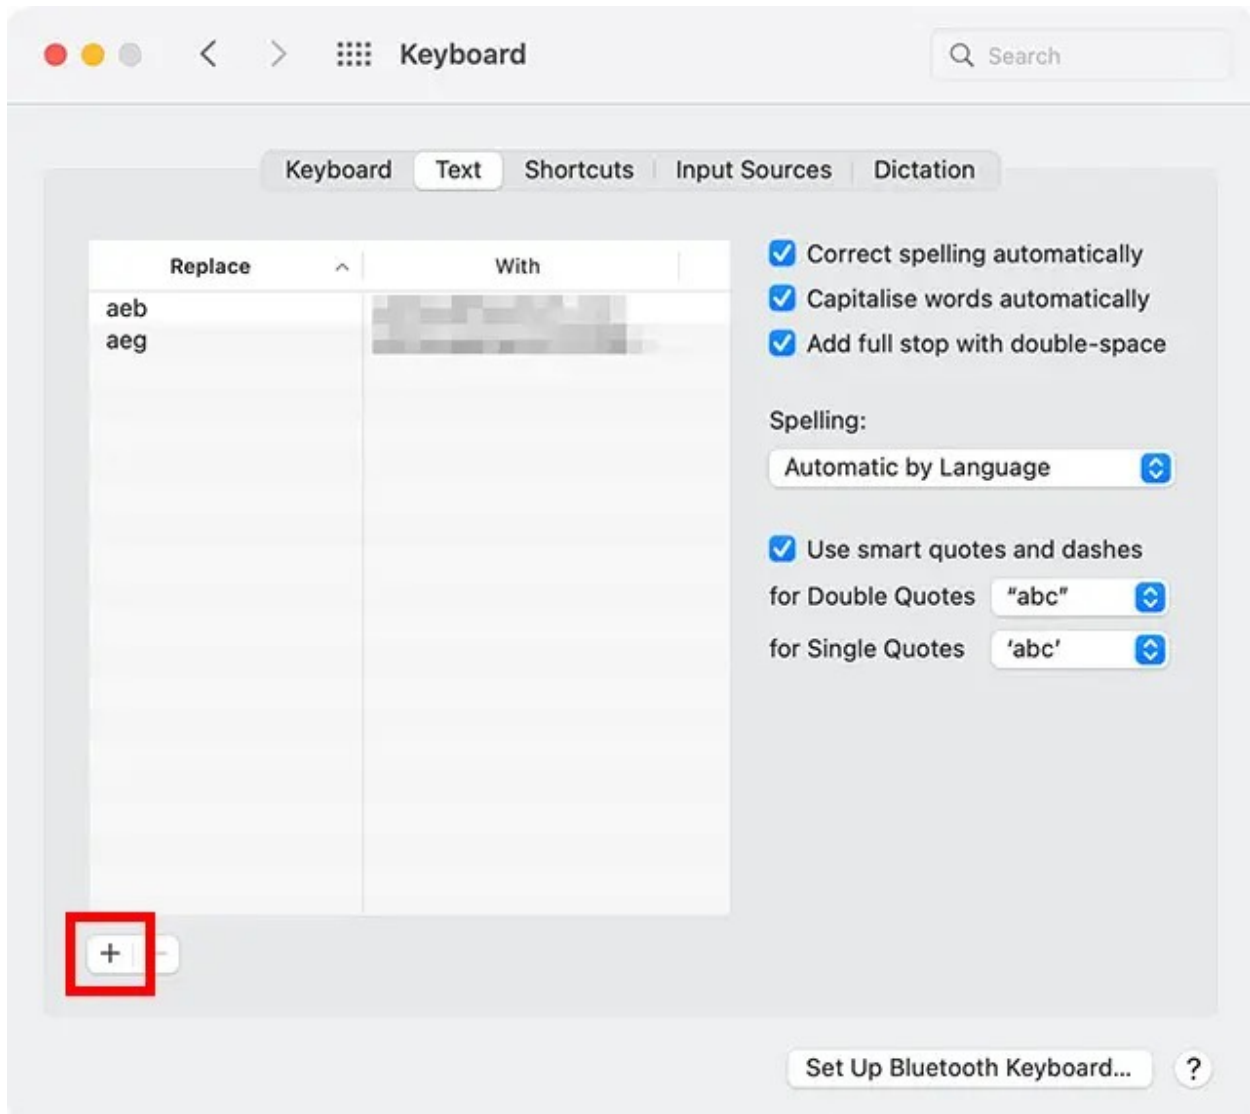 Keyboard
Search
Keyboard Text Shortcuts Input Sources Dictation
Replace With
aeb
aeg
Correct spelling automatically
Capitalise words automatically
Add full stop with double-space
Spelling:
Automatic by Language
Use smart quotes and dashes
for Double Quotes “abc”
for Single Quotes ‘abc’
+ −
Set Up Bluetooth Keyboard... ?